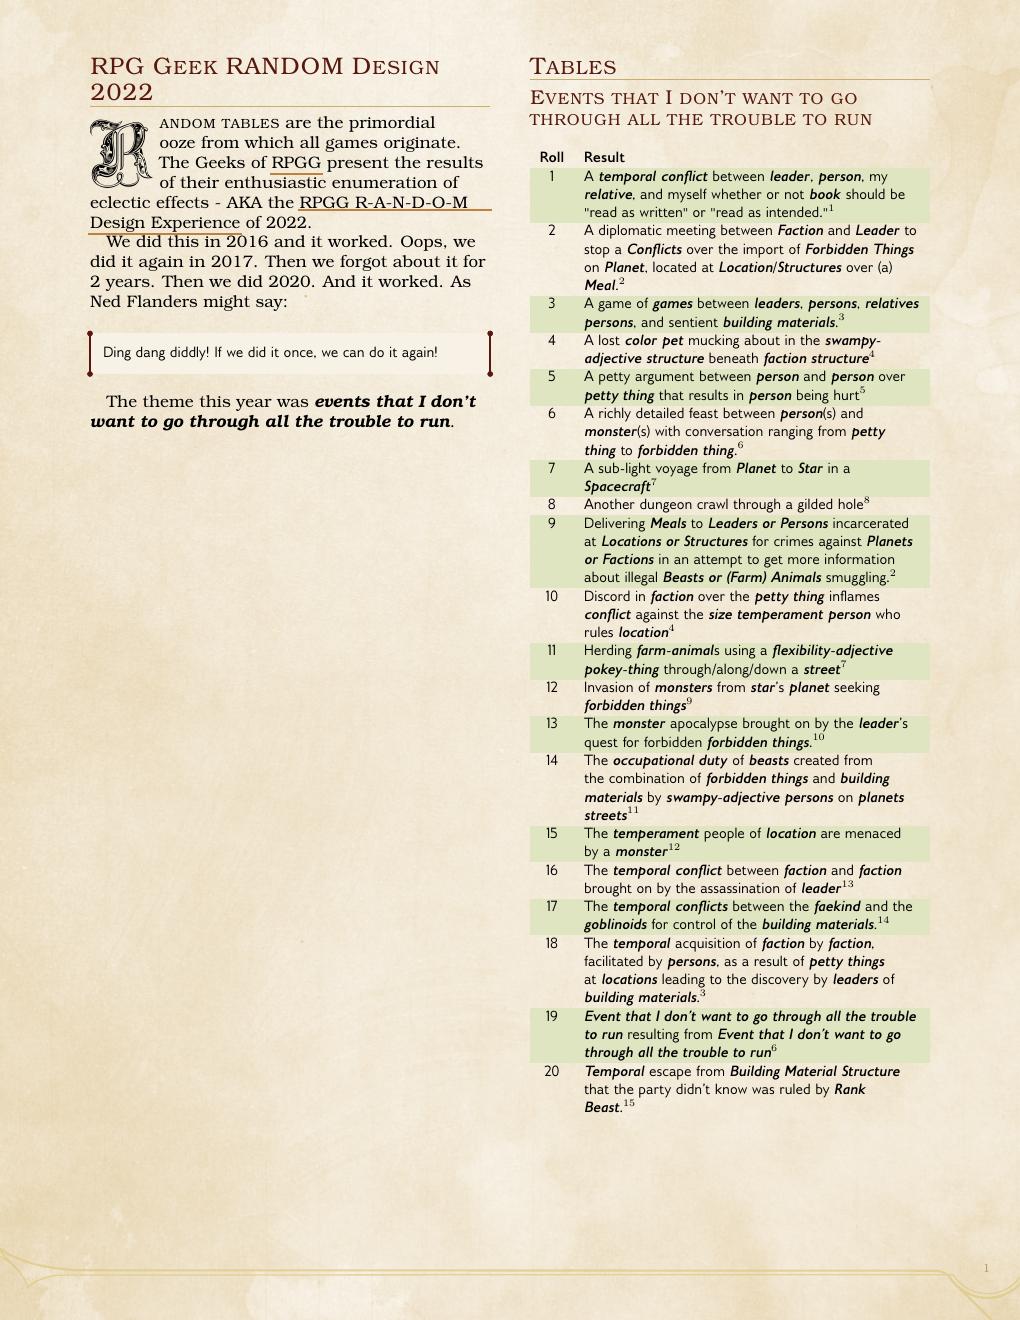 RPG GEEK RANDOM DESIGN
2022
RANDOM TABLES are the primordial
ooze from which all games originate.
The Geeks of RPGG present the results
of their enthusiastic enumeration of
eclectic effects - AKA the RPGG R-A-N-D-O-M
Design Experience of 2022.
We did this in 2016 and it worked. Oops, we
did it again in 2017. Then we forgot about it for
2 years. Then we did 2020. And it worked. As
Ned Flanders might say:
Ding dang diddly! If we did it once, we can do it again!
The theme this year was events that I don't
want to go through all the trouble to run.
TABLES
EVENTS THAT I DON'T WANT TO GO
THROUGH ALL THE TROUBLE TO RUN
Roll Result
1 A temporal conflict between leader, person, my
relative, and myself whether or not book should be
"read as written" or "read as intended."1
2 A diplomatic meeting between Faction and Leader to
stop a Conflicts over the import of Forbidden Things
on Planet, located at Location/Structures over (a)
Meal.2
3 A game of games between leaders, persons, relatives
persons, and sentient building materials.3
4 A lost color pet mucking about in the swampy-
adjective structure beneath faction structure4
5 A petty argument between person and person over
petty thing that results in person being hurt5
6 A richly detailed feast between person(s) and
monster(s) with conversation ranging from petty
thing to forbidden thing.6
7 A sub-light voyage from Planet to Star in a
Spacecraft7
8 Another dungeon crawl through a gilded hole8
9 Delivering Meals to Leaders or Persons incarcerated
at Locations or Structures for crimes against Planets
or Factions in an attempt to get more information
about illegal Beasts or (Farm) Animals smuggling.2
10 Discord in faction over the petty thing inflames
conflict against the size temperament person who
rules location4
11 Herding farm-animals using a flexibility-adjective
pokey-thing through/along/down a street7
12 Invasion of monsters from star's planet seeking
forbidden things9
13 The monster apocalypse brought on by the leader's
quest for forbidden forbidden things.10
14 The occupational duty of beasts created from
the combination of forbidden things and building
materials by swampy-adjective persons on planets
streets11
15 The temperament people of location are menaced
by a monster12
16 The temporal conflict between faction and faction
brought on by the assassination of leader13
17 The temporal conflicts between the faekind and the
goblinoids for control of the building materials.14
18 The temporal acquisition of faction by faction,
facilitated by persons, as a result of petty things
at locations leading to the discovery by leaders of
building materials.3
19 Event that I don't want to go through all the trouble
to run resulting from Event that I don't want to go
through all the trouble to run6
20 Temporal escape from Building Material Structure
that the party didn't know was ruled by Rank
Beast.15
1